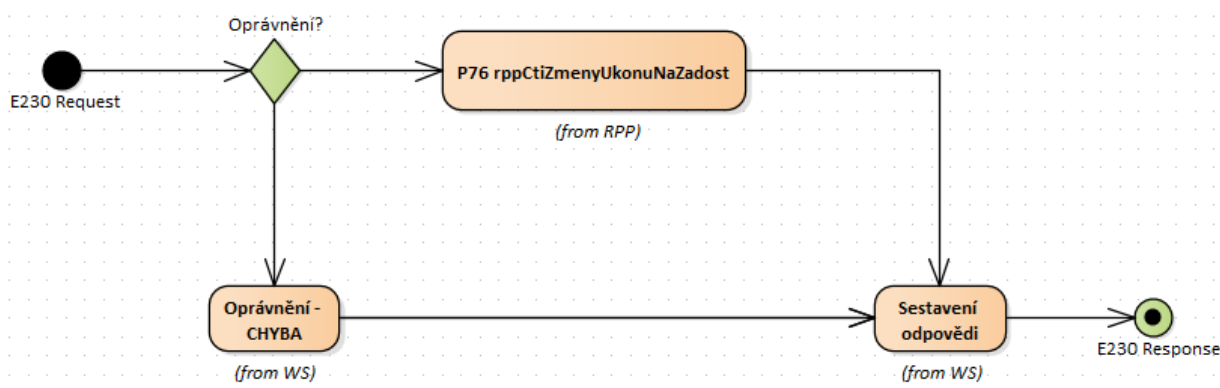 Oprávnění?
P76 rppCtiZmenyUkonuNaZadost
E230 Request
(from RPP)
Oprávnění -
CHYBA
Sestavení
odpovědi
E230 Response
(from WS)
(from WS)